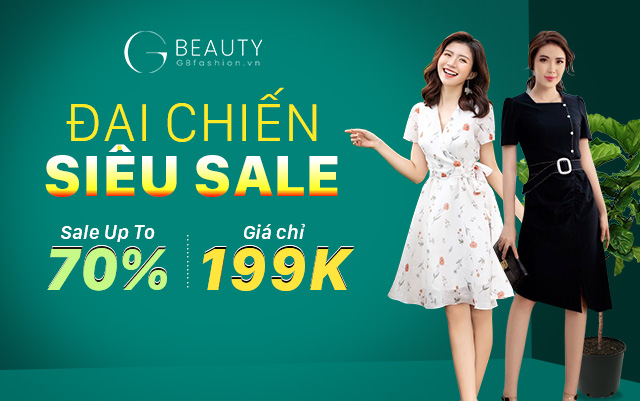 G BEAUTY
G8fashion.vn
ĐẠI CHIẾN
SIÊU SALE
Sale Up To
70%
Giá chỉ
199K